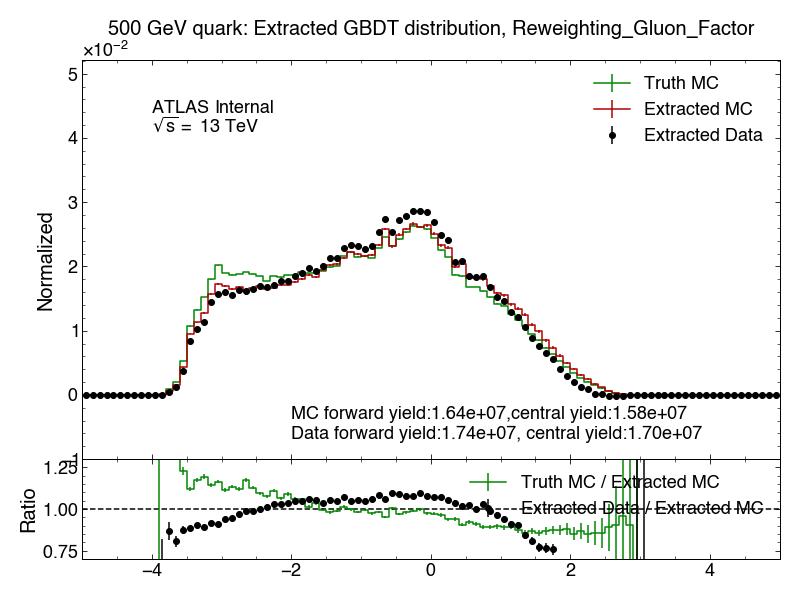 500 GeV quark: Extracted GBDT distribution, Reweighting_Gluon_Factor
×10⁻²
5
4
3
2
1
0
1
Normalized
ATLAS Internal
√s = 13 TeV
Truth MC
Extracted MC
Extracted Data
MC forward yield:1.64e+07,central yield:1.58e+07
Data forward yield:1.74e+07, central yield:1.70e+07
1.25
1.00
0.75
Ratio
Truth MC / Extracted MC
Extracted Data / Extracted MC
−4
−2
0
2
4